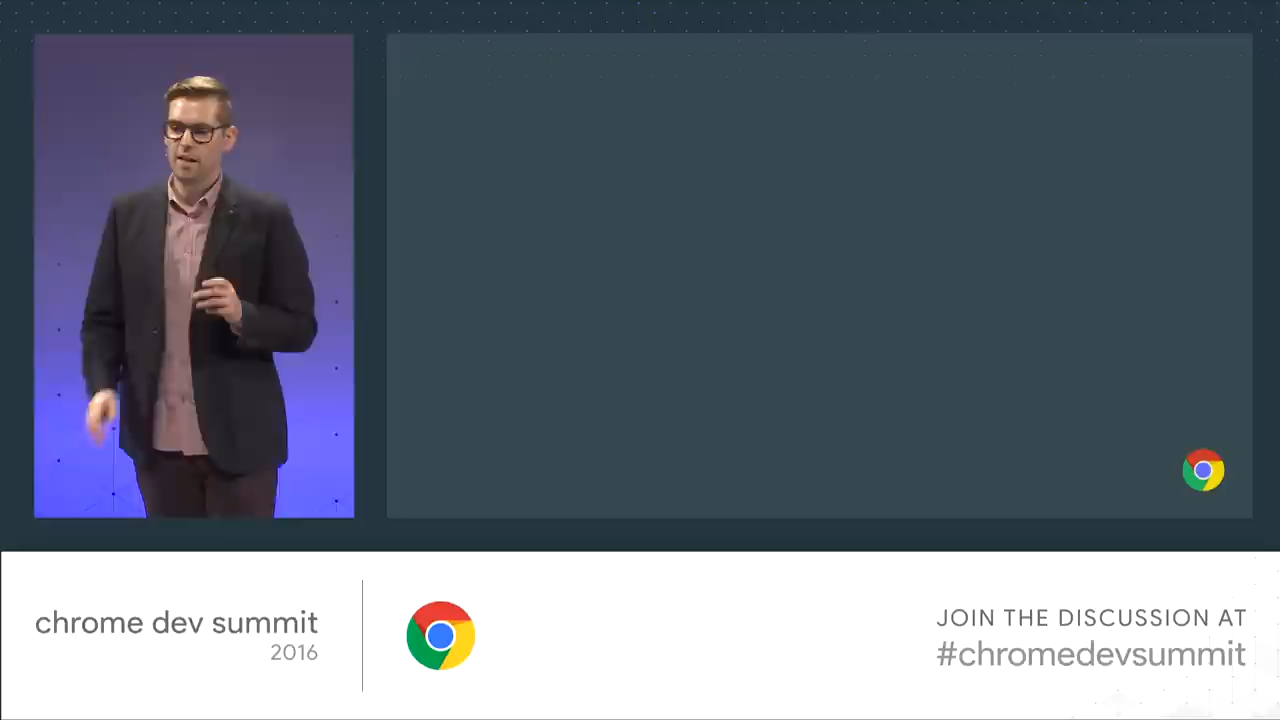 chrome dev summit
2016
JOIN THE DISCUSSION AT
#chromedevsummit